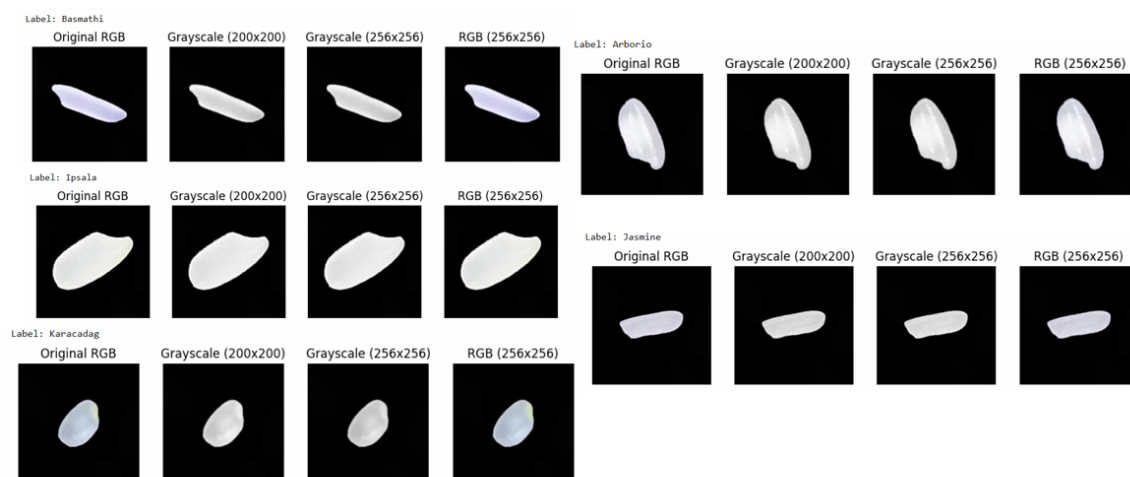 Label: Basmathi
Original RGB Grayscale (200x200) Grayscale (256x256) RGB (256x256)
Label: Ipsala
Original RGB Grayscale (200x200) Grayscale (256x256) RGB (256x256)
Label: Karacadag
Original RGB Grayscale (200x200) Grayscale (256x256) RGB (256x256)
Label: Arborio
Original RGB Grayscale (200x200) Grayscale (256x256) RGB (256x256)
Label: Jasmine
Original RGB Grayscale (200x200) Grayscale (256x256) RGB (256x256)